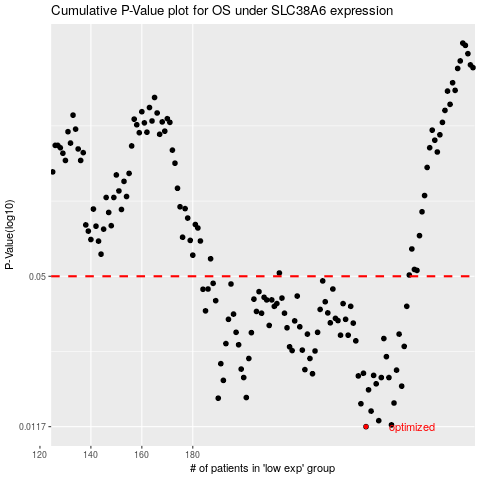 Cumulative P-Value plot for OS under SLC38A6 expression
P-Value(log10)
0.05
0.0117
optimized
120
140
160
180
# of patients in 'low exp' group